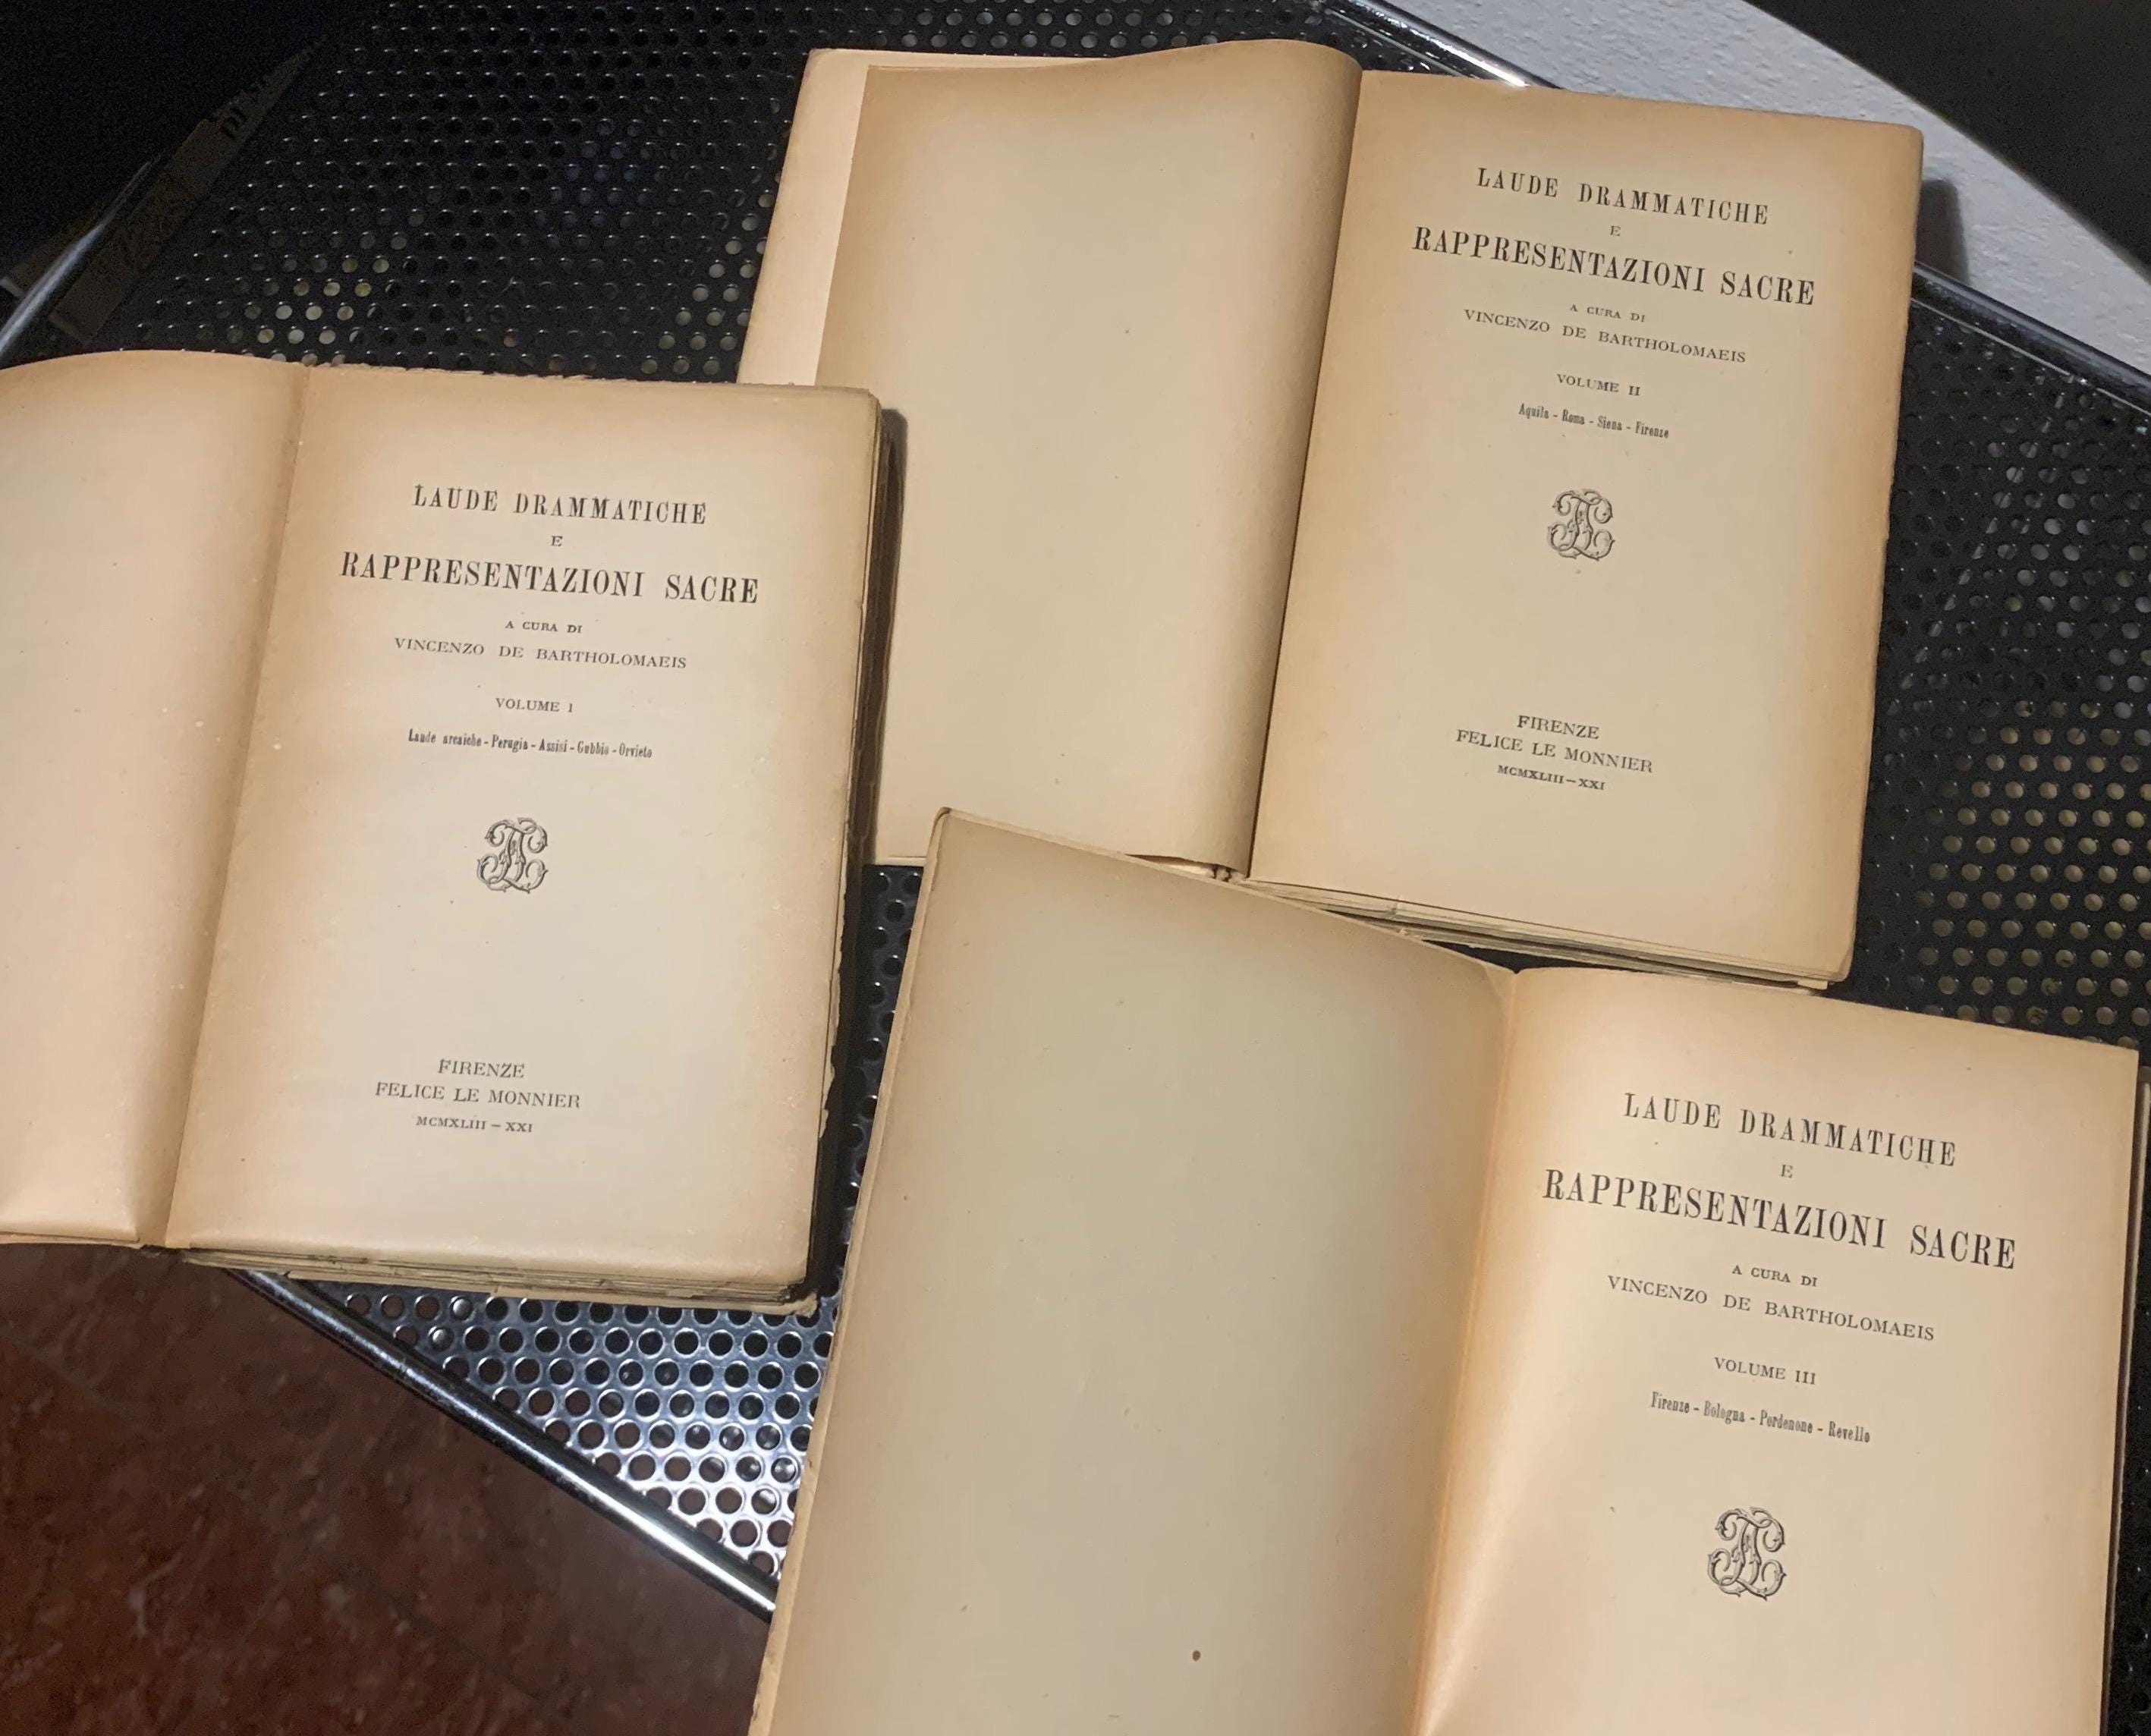 LAUDE DRAMMATICHE
E
RAPPRESENTAZIONI SACRE
A CURA DI
VINCENZO DE BARTHOLOMAEIS
VOLUME I
Laude arcaiche - Perugia - Assisi - Gubbio - Orvieto
FIRENZE
FELICE LE MONNIER
MCMXLIII - XXI
LAUDE DRAMMATICHE
E
RAPPRESENTAZIONI SACRE
A CURA DI
VINCENZO DE BARTHOLOMAEIS
VOLUME II
Aquila - Roma - Siena - Firenze
FIRENZE
FELICE LE MONNIER
MCMXLIII - XXI
LAUDE DRAMMATICHE
E
RAPPRESENTAZIONI SACRE
A CURA DI
VINCENZO DE BARTHOLOMAEIS
VOLUME III
Firenze - Bologna - Pordenone - Revello